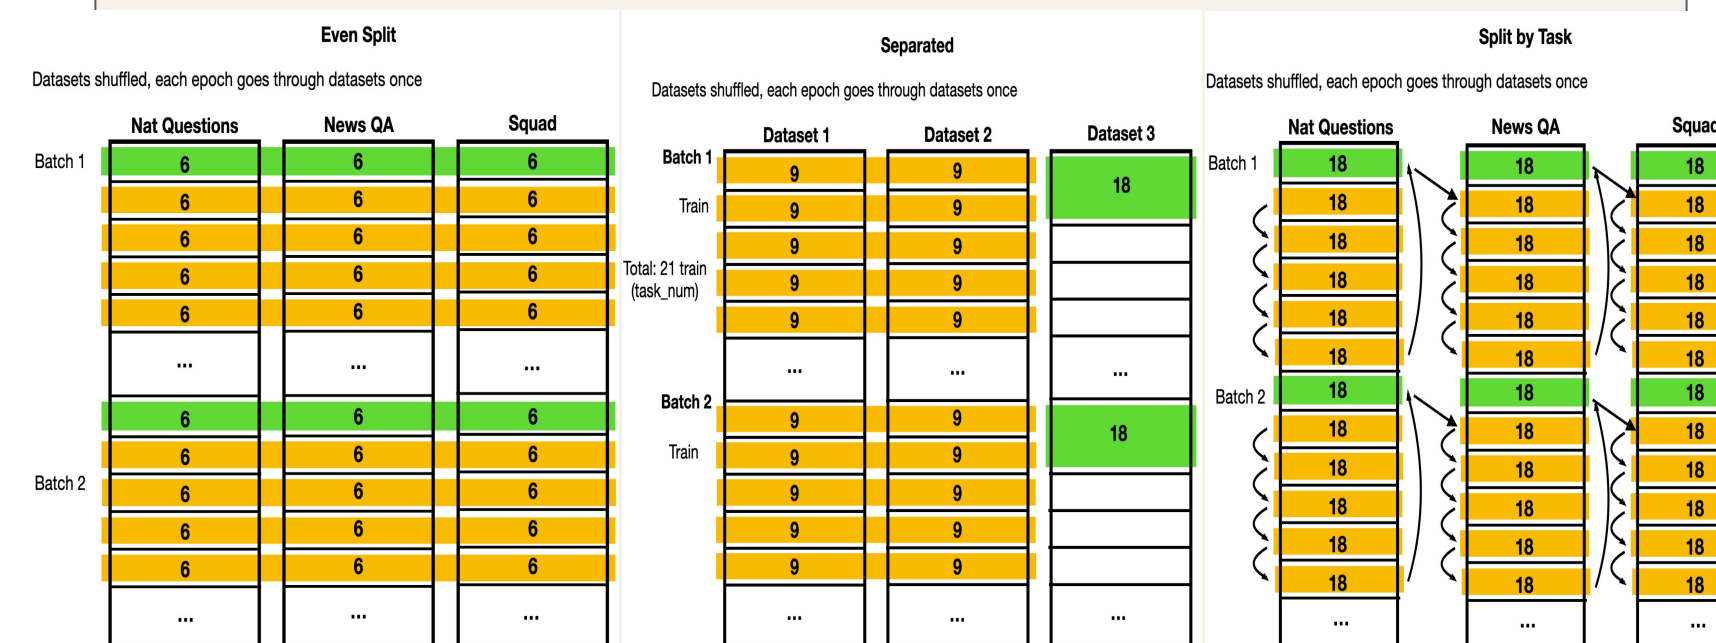 Even Split
Datasets shuffled, each epoch goes through datasets once
Nat Questions News QA Squad
Batch 1 6 6 6
6 6 6
6 6 6
6 6 6
6 6 6
... ... ...
6 6 6
6 6 6
Batch 2 6 6 6
6 6 6
6 6 6
... ... ...
Separated
Datasets shuffled, each epoch goes through datasets once
Dataset 1 Dataset 2 Dataset 3
Batch 1 9 9 18
Train 9 9
9 9
Total: 21 train
(task_num)
9 9
9 9
... ... ...
Batch 2 9 9 18
Train 9 9
9 9
9 9
9 9
... ...
Split by Task
Datasets shuffled, each epoch goes through datasets once
Nat Questions News QA Squad
Batch 1 18 18 18
18 18 18
18 18 18
18 18 18
18 18 18
18 18 18
Batch 2 18 18 18
18 18 18
18 18 18
18 18 18
18 18 18
18 18 18
... ... ...